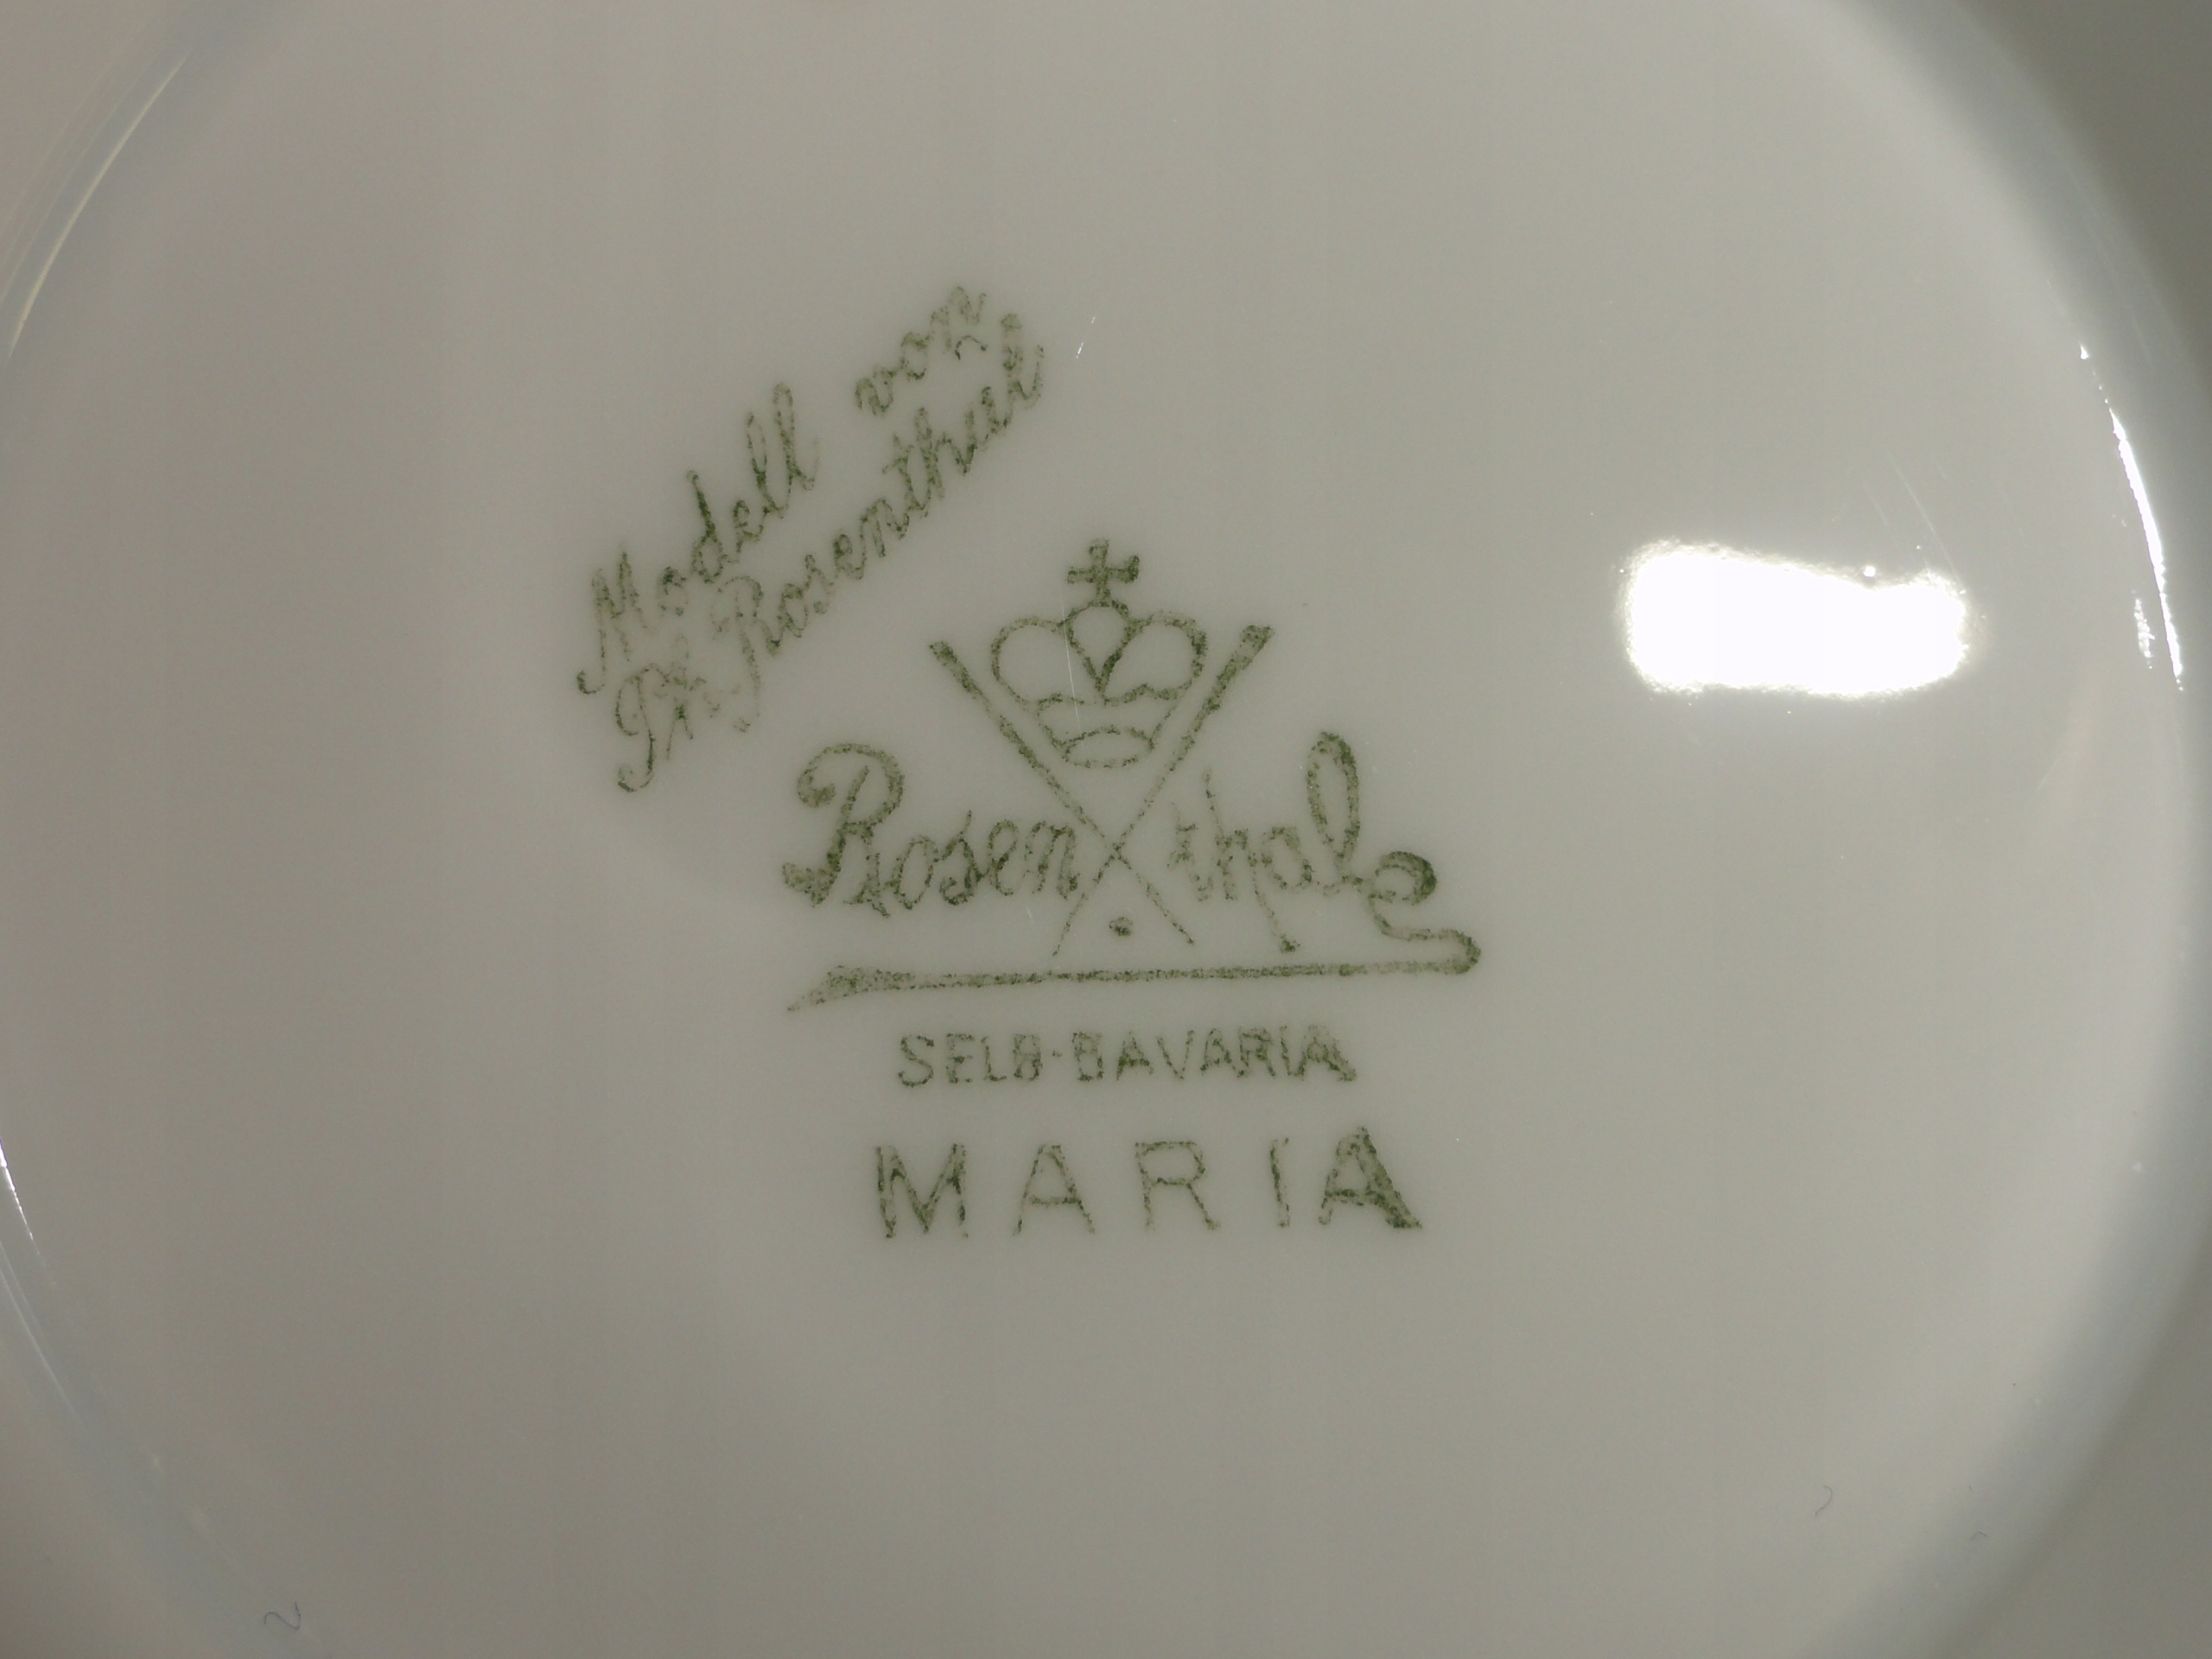 Modell von
Ph. Rosenthal
Rosenthal
SELB-BAVARIA
MARIA